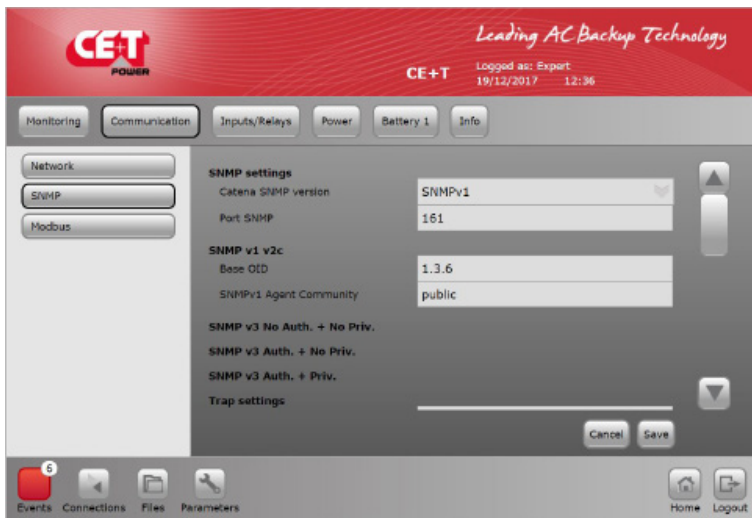 CE+T
POWER
Leading AC Backup Technology
CE+T
Logged as: Expert
19/12/2017 12:36
Monitoring Communication Inputs/Relays Power Battery 1 Info
Network
SNMP
Modbus
SNMP settings
Catena SNMP version SNMPv1
Port SNMP 161
SNMP v1 v2c
Base OID 1.3.6
SNMPv1 Agent Community public
SNMP v3 No Auth. + No Priv.
SNMP v3 Auth. + No Priv.
SNMP v3 Auth. + Priv.
Trap settings
Cancel Save
6
Events Connections Files Parameters Home Logout